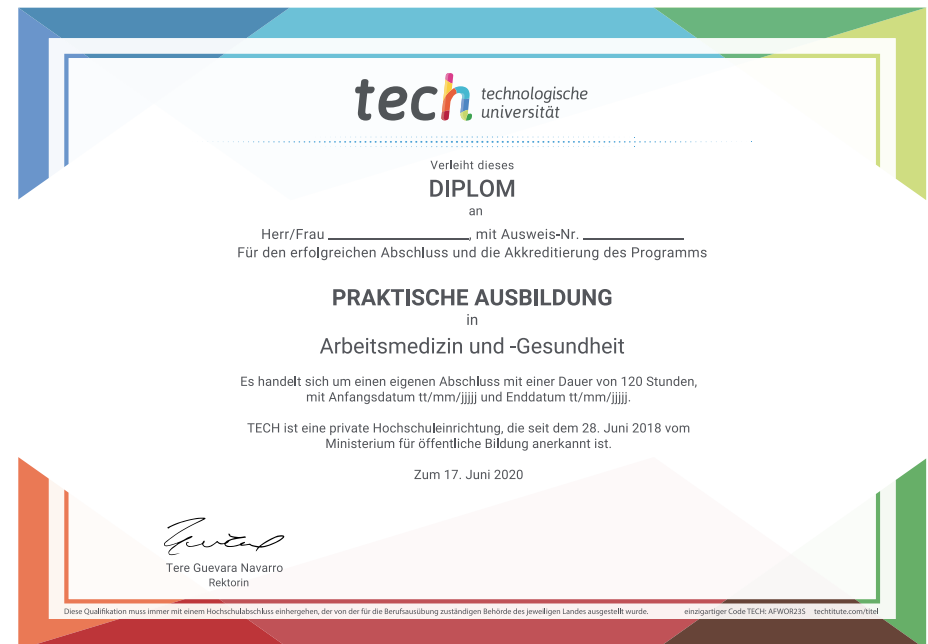 tech technologische
universität
Verleiht dieses
DIPLOM
an
Herr/Frau ____________, mit Ausweis-Nr. ____________
Für den erfolgreichen Abschluss und die Akkreditierung des Programms
PRAKTISCHE AUSBILDUNG
in
Arbeitsmedizin und -Gesundheit
Es handelt sich um einen eigenen Abschluss mit einer Dauer von 120 Stunden,
mit Anfangsdatum tt/mm/jjjjj und Enddatum tt/mm/jjjjj.
TECH ist eine private Hochschuleinrichtung, die seit dem 28. Juni 2018 vom
Ministerium für öffentliche Bildung anerkannt ist.
Zum 17. Juni 2020
Tere Guevara Navarro
Rektorin
Diese Qualifikation muss immer mit einem Hochschulabschluss einhergehen, der von der für die Berufsausübung zuständigen Behörde des jeweiligen Landes ausgestellt wurde. einzigartiger Code TECH: AFWOR23S techtitute.com/titel